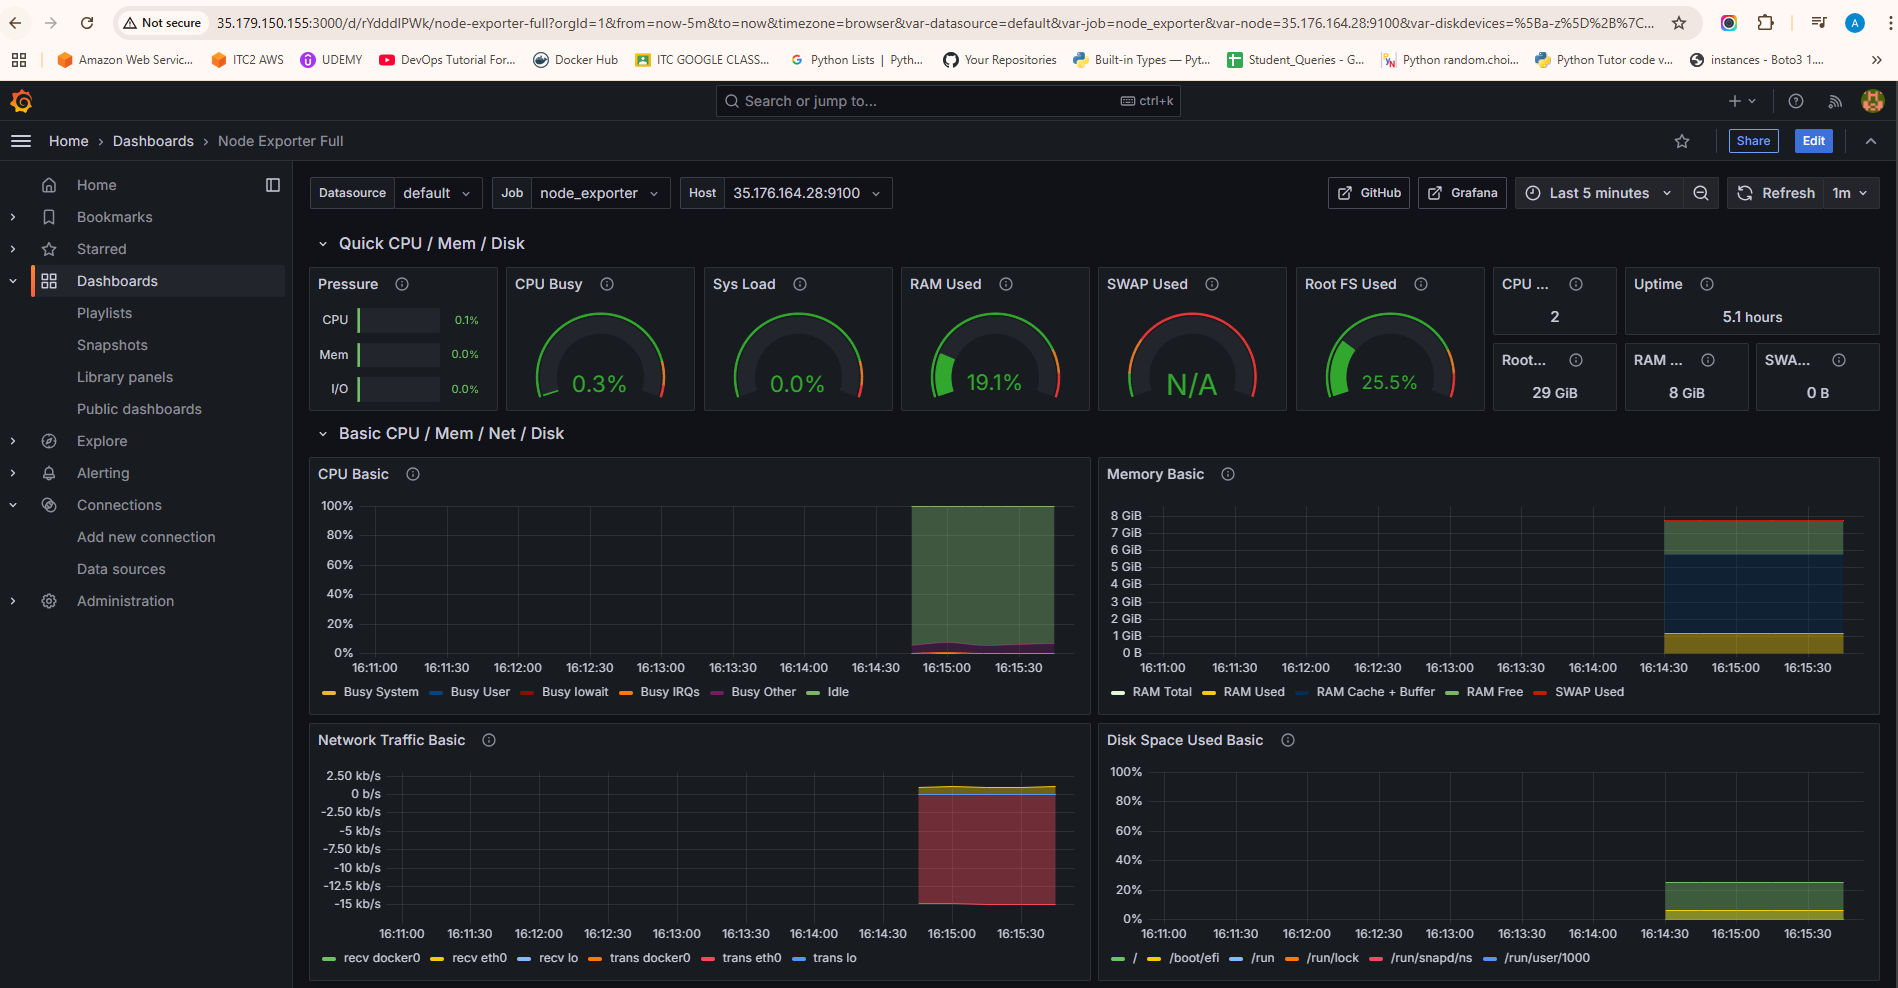 Not secure 35.179.150.155:3000/d/rYdddlPWk/node-exporter-full?orgId=1&from=now-5m&to=now&timezone=browser&var-datasource=default&var-job=node_exporter&var-node=35.176.164.28:9100&var-diskdevices=%5Ba-z%5D%2B%7C... A
Amazon Web Servic... ITC2 AWS UDEMY DevOps Tutorial For... Docker Hub ITC GOOGLE CLASS... Python Lists | Pyth... Your Repositories Built-in Types — Pyt... Student_Queries - G... Python random.choi... Python Tutor code v... instances - Boto3 1....
Search or jump to... ctrl+k
Home › Dashboards › Node Exporter Full Share Edit
Home
Bookmarks
Starred
Dashboards
Playlists
Snapshots
Library panels
Public dashboards
Explore
Alerting
Connections
Add new connection
Data sources
Administration
Datasource default Job node_exporter Host 35.176.164.28:9100 GitHub Grafana Last 5 minutes Refresh 1m
Quick CPU / Mem / Disk
Pressure
CPU 0.1%
Mem 0.0%
I/O 0.0%
CPU Busy
0.3%
Sys Load
0.0%
RAM Used
19.1%
SWAP Used
N/A
Root FS Used
25.5%
CPU ...
2
Uptime
5.1 hours
Root...
29 GiB
RAM ...
8 GiB
SWA...
0 B
Basic CPU / Mem / Net / Disk
CPU Basic
100%
80%
60%
40%
20%
0%
16:11:00 16:11:30 16:12:00 16:12:30 16:13:00 16:13:30 16:14:00 16:14:30 16:15:00 16:15:30
Busy System Busy User Busy Iowait Busy IRQs Busy Other Idle
Memory Basic
8 GiB
7 GiB
6 GiB
5 GiB
4 GiB
3 GiB
2 GiB
1 GiB
0 B
16:11:00 16:11:30 16:12:00 16:12:30 16:13:00 16:13:30 16:14:00 16:14:30 16:15:00 16:15:30
RAM Total RAM Used RAM Cache + Buffer RAM Free SWAP Used
Network Traffic Basic
2.50 kb/s
0 b/s
-2.50 kb/s
-5 kb/s
-7.50 kb/s
-10 kb/s
-12.5 kb/s
-15 kb/s
16:11:00 16:11:30 16:12:00 16:12:30 16:13:00 16:13:30 16:14:00 16:14:30 16:15:00 16:15:30
recv docker0 recv eth0 recv lo trans docker0 trans eth0 trans lo
Disk Space Used Basic
100%
80%
60%
40%
20%
0%
16:11:00 16:11:30 16:12:00 16:12:30 16:13:00 16:13:30 16:14:00 16:14:30 16:15:00 16:15:30
/ /boot/efi /run /run/lock /run/snapd/ns /run/user/1000